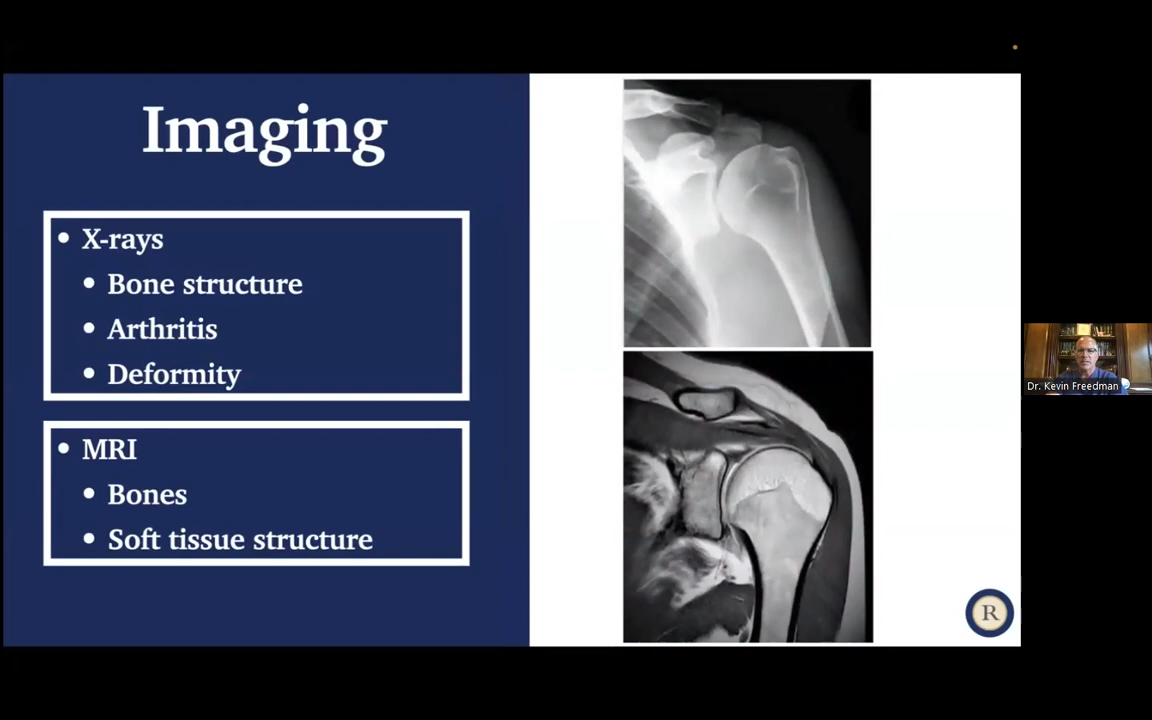 Imaging
• X-rays
• Bone structure
• Arthritis
• Deformity
• MRI
• Bones
• Soft tissue structure
R
Dr. Kevin Freedman